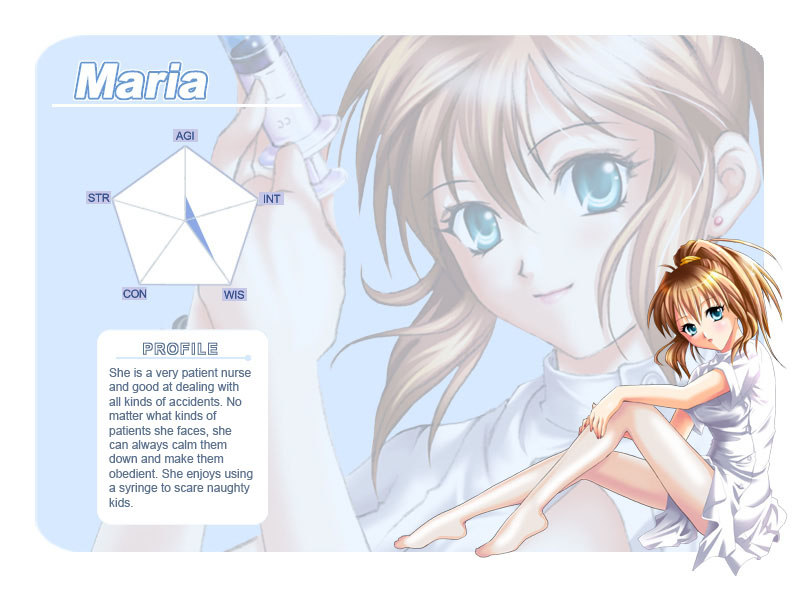 Maria
AGI
STR
INT
CON
WIS
PROFILE
She is a very patient nurse
and good at dealing with
all kinds of accidents. No
matter what kinds of
patients she faces, she
can always calm them
down and make them
obedient. She enjoys using
a syringe to scare naughty
kids.